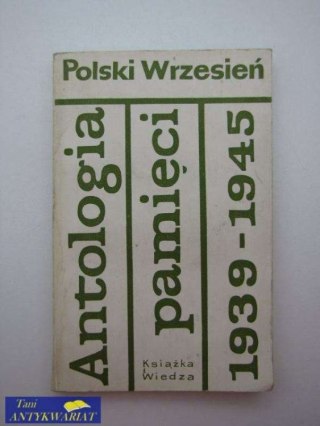 Polski Wrzesień
Antologia
pamięci
1939-1945
Książka
i
Wiedza
Tani
ANTYKWARIAT